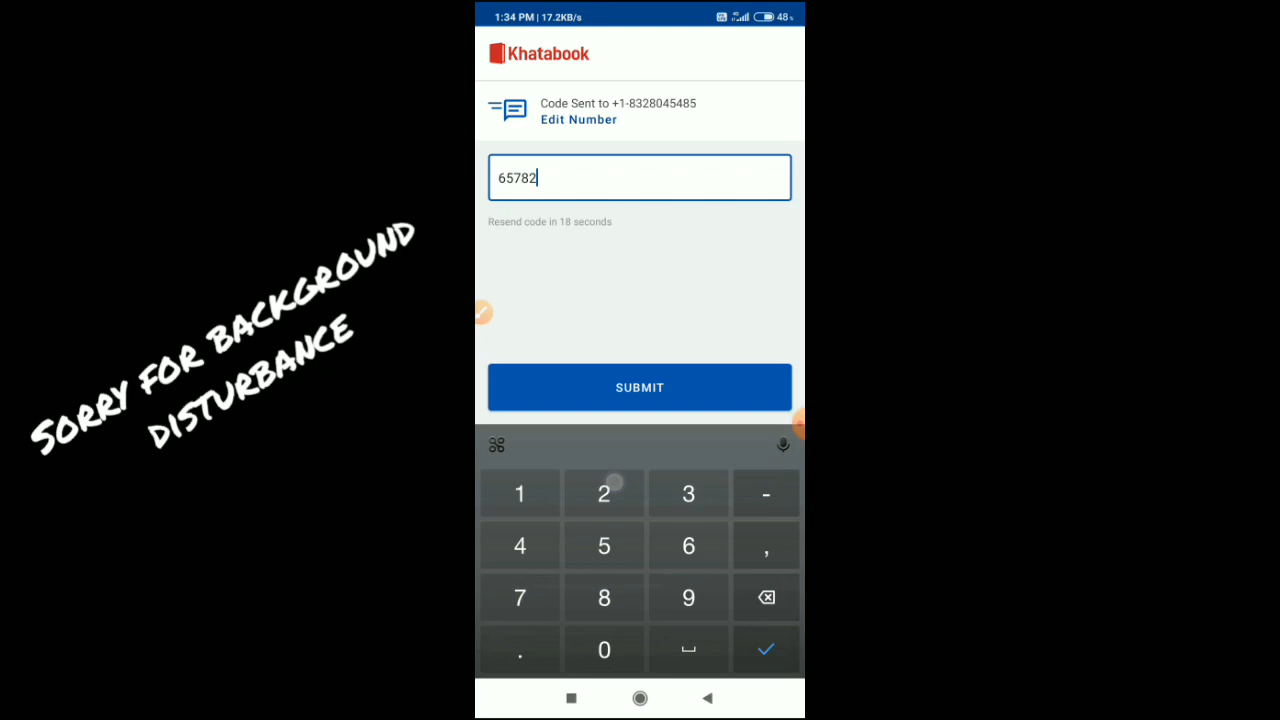 1:34 PM | 17.2KB/s
48%
Khatabook
Code Sent to +1-8328045485
Edit Number
65782
Resend code in 18 seconds
SORRY FOR BACKGROUND
DISTURBANCE
SUBMIT
1 2 3 -
4 5 6 ,
7 8 9
. 0